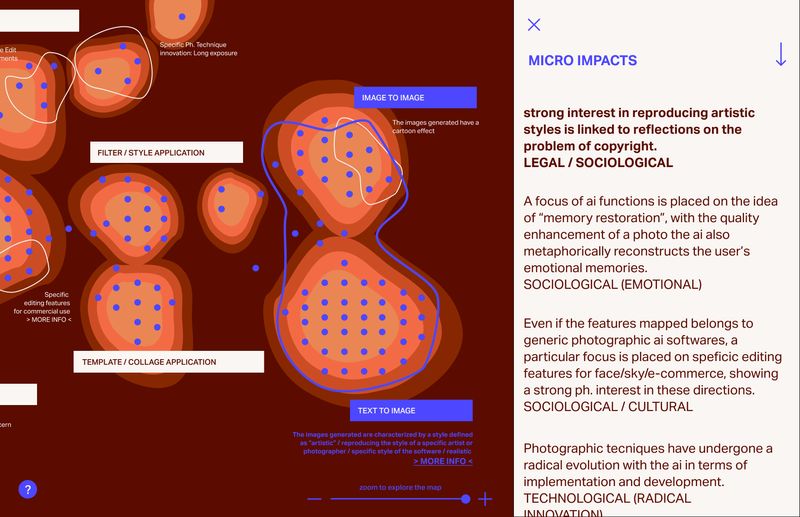 e Edit
ments
Specific Ph. Technique
innovation: Long exposure
IMAGE TO IMAGE
The images generated have a
cartoon effect
FILTER / STYLE APPLICATION
Specific
editing features
for commercial use
> MORE INFO <
TEMPLATE / COLLAGE APPLICATION
cern
TEXT TO IMAGE
The images generated are characterized by a style defined
as "artistic" / reproducing the style of a specific artist or
photographer / specific style of the software / realistic
> MORE INFO <
?
zoom to explore the map
MICRO IMPACTS
strong interest in reproducing artistic
styles is linked to reflections on the
problem of copyright.
LEGAL / SOCIOLOGICAL
A focus of ai functions is placed on the idea
of “memory restoration”, with the quality
enhancement of a photo the ai also
metaphorically reconstructs the user’s
emotional memories.
SOCIOLOGICAL (EMOTIONAL)
Even if the features mapped belongs to
generic photographic ai softwares, a
particular focus is placed on speficic editing
features for face/sky/e-commerce, showing
a strong ph. interest in these directions.
SOCIOLOGICAL / CULTURAL
Photographic tecniques have undergone a
radical evolution with the ai in terms of
implementation and development.
TECHNOLOGICAL (RADICAL
INNOVATION)